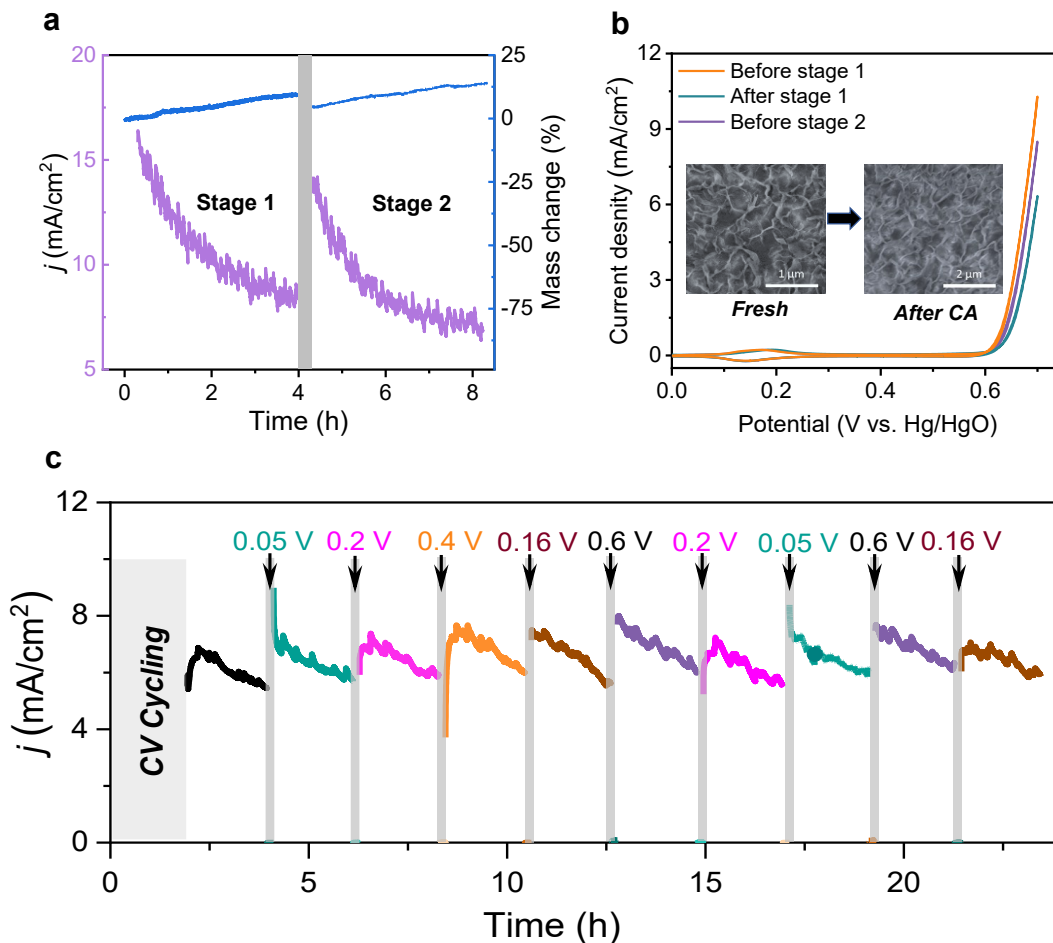 a
20
15
10
5
j (mA/cm²)
Stage 1
Stage 2
25
0
-25
-50
-75
Mass change (%)
0
2
4
6
8
Time (h)
b
12
9
6
3
0
Current desnity (mA/cm²)
Before stage 1
After stage 1
Before stage 2
1 μm
2 μm
Fresh
After CA
0.0
0.2
0.4
0.6
Potential (V vs. Hg/HgO)
c
12
8
4
0
j (mA/cm²)
CV Cycling
0.05 V
0.2 V
0.4 V
0.16 V
0.6 V
0.2 V
0.05 V
0.6 V
0.16 V
0
5
10
15
20
Time (h)